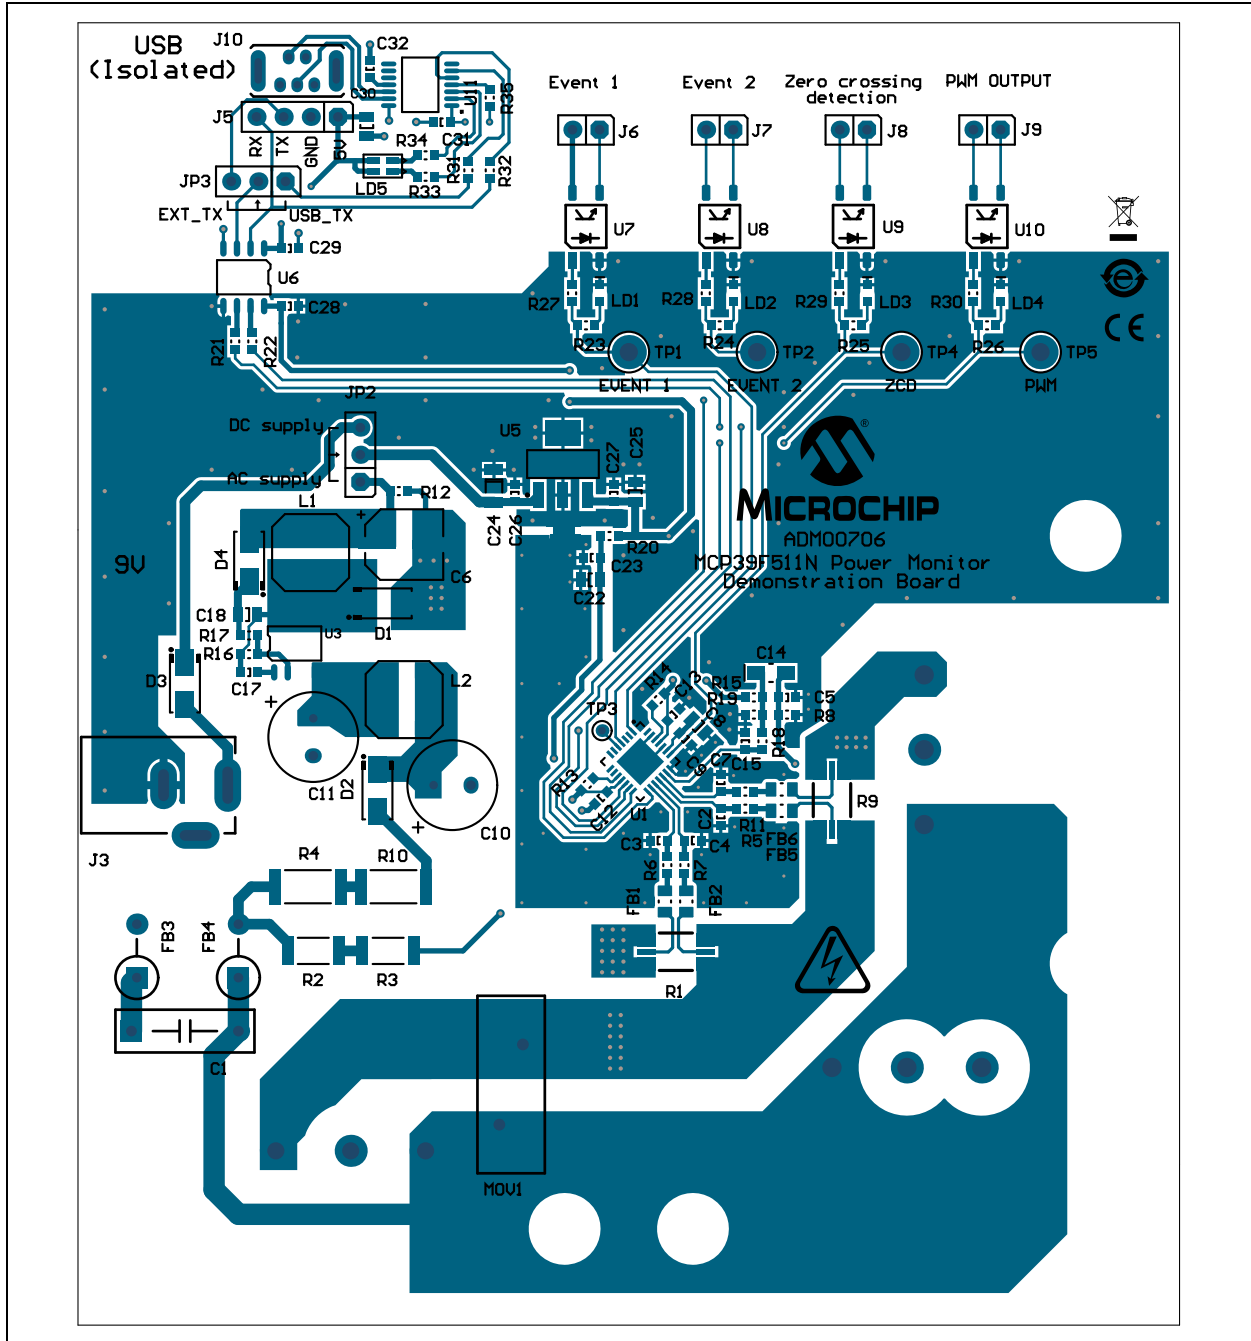 USB
(Isolated)
J10
C32
C30
U11
R35
J5
RX
TX
GND
5V
R34
C31
R31
R32
LD5
R33
JP3
EXT_TX
USB_TX
C29
U6
C28
R21
R22
Event 1
Event 2
Zero crossing
detection
PWM OUTPUT
J6
J7
J8
J9
U7
U8
U9
U10
R27
LD1
R28
LD2
R29
LD3
R30
LD4
R23
R24
R25
R26
TP1
TP2
TP4
TP5
EVENT 1
EVENT 2
ZCD
PWM
e
CE
JP2
DC supply
AC supply
U5
C25
C27
R12
L1
C24
C26
R20
MICROCHIP
®
ADM00706
MCP39F511N Power Monitor
Demonstration Board
9V
D4
C6
C23
C22
C18
D1
R17
U3
R16
C17
D3
L2
R14
C13
C14
R15
R19
C5
R8
TP3
C8
R18
C9
C7
C15
C11
D2
C10
R13
C12
U1
C2
R11
R5
FB6
FB5
R9
J3
C3
C4
R6
R7
R4
R10
FB1
FB2
FB3
FB4
R2
R3
R1
C1
MOV1